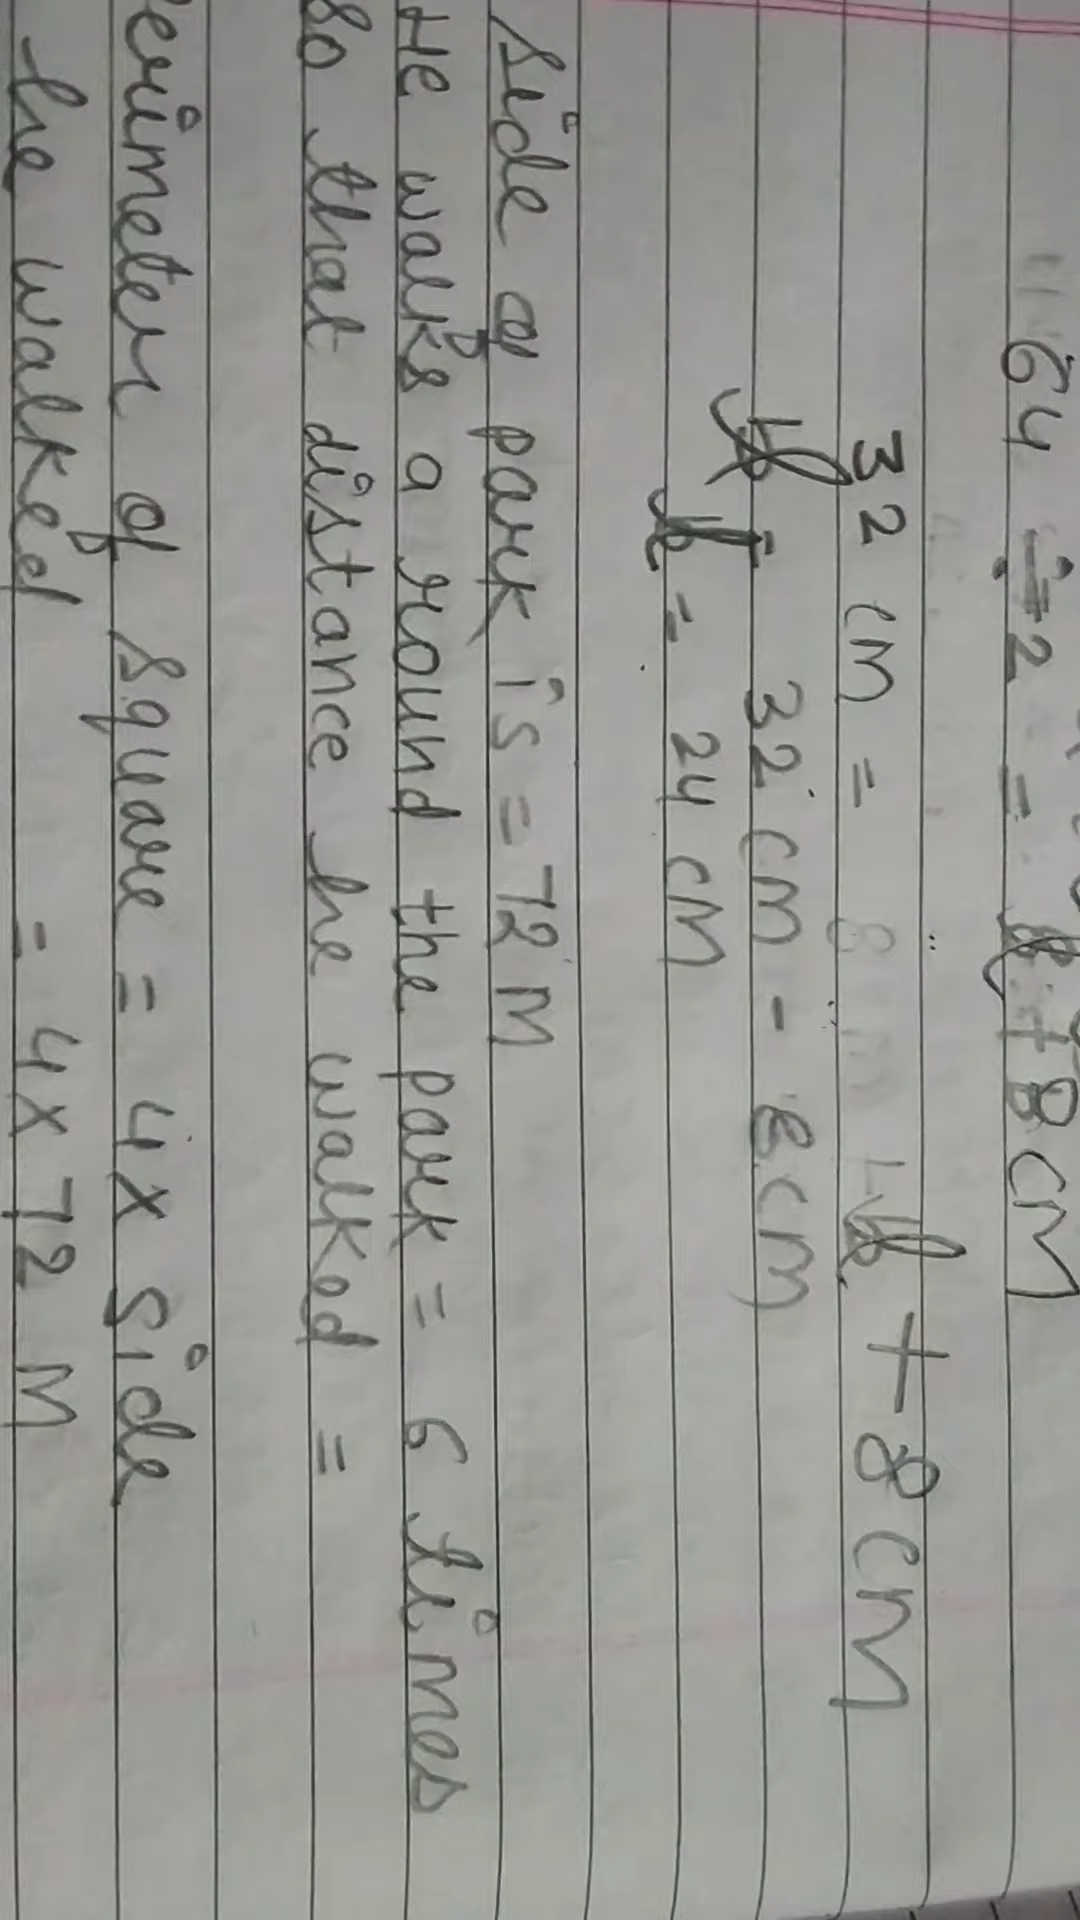 64 ÷ 2 = b + 8 cm
32 cm = b + 8 cm
b = 32 cm - 8 cm
b = 24 cm
Side of park is = 72 M
He walks around the park = 6 times
So that distance he walked =
erimeter of square = 4 x side
he walked = 4 x 72 M